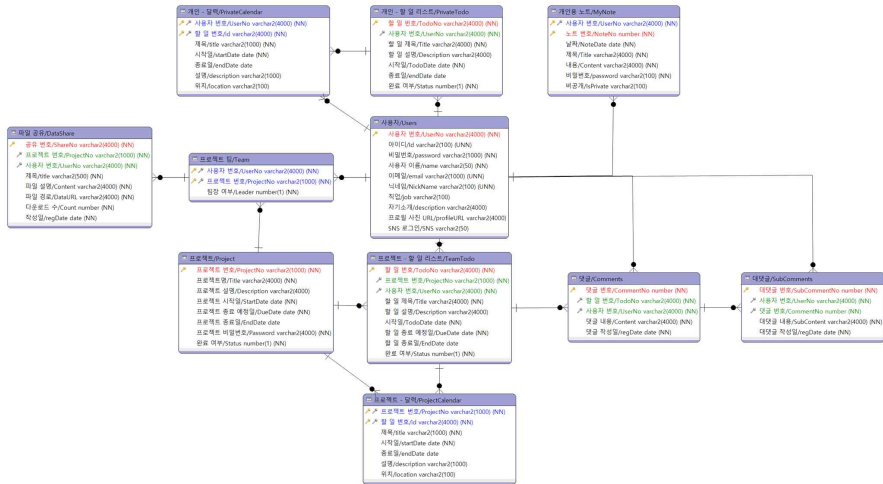 개인 - 달력/PrivateCalendar
사용자 번호/UserNo varchar2(4000) (NN)
할 일 번호/Id varchar2(4000) (NN)
제목/title varchar2(1000) (NN)
시작일/startDate date (NN)
종료일/endDate date
설명/description varchar2(1000)
위치/location varchar2(100)
개인 - 할 일 리스트/PrivateTodo
할 일 번호/TodoNo varchar2(4000) (NN)
사용자 번호/UserNo varchar2(4000) (NN)
할 일 제목/Title varchar2(4000) (NN)
할 일 설명/Description varchar2(4000)
시작일/TodoDate date (NN)
종료일/endDate date
완료 여부/Status number(1) (NN)
개인용 노트/MyNote
사용자 번호/UserNo varchar2(4000) (NN)
노트 번호/NoteNo number (NN)
날짜/NoteDate date (NN)
제목/Title varchar2(4000) (NN)
내용/Content varchar2(4000) (NN)
비밀번호/password varchar2(100) (NN)
비공개/isPrivate varchar2(100) (NN)
파일 공유/DataShare
공유 번호/ShareNo varchar2(4000) (NN)
프로젝트 번호/ProjectNo varchar2(1000) (NN)
사용자 번호/UserNo varchar2(4000) (NN)
제목/title varchar2(500) (NN)
파일 설명/Content varchar2(4000) (NN)
파일 경로/DataURL varchar2(4000) (NN)
다운로드 수/Count number (NN)
작성일/regDate date (NN)
프로젝트 팀/Team
사용자 번호/UserNo varchar2(4000) (NN)
프로젝트 번호/ProjectNo varchar2(1000) (NN)
팀장 여부/Leader number(1) (NN)
사용자/Users
사용자 번호/UserNo varchar2(4000) (NN)
아이디/Id varchar2(100) (UNN)
비밀번호/password varchar2(1000) (NN)
사용자 이름/name varchar2(50) (NN)
이메일/email varchar2(1000) (UNN)
닉네임/NickName varchar2(100) (UNN)
직업/job varchar2(100)
자기소개/description varchar2(4000)
프로필 사진 URL/profileURL varchar2(4000)
SNS 로그인/SNS varchar2(50)
프로젝트/Project
프로젝트 번호/ProjectNo varchar2(1000) (NN)
프로젝트명/Title varchar2(4000) (NN)
프로젝트 설명/Description varchar2(4000)
프로젝트 시작일/StartDate date (NN)
프로젝트 종료 예정일/DueDate date (NN)
프로젝트 종료일/EndDate date
프로젝트 비밀번호/Password varchar2(4000) (NN)
완료 여부/Status number(1) (NN)
프로젝트 - 할 일 리스트/TeamTodo
할 일 번호/TodoNo varchar2(4000) (NN)
프로젝트 번호/ProjectNo varchar2(1000) (NN)
사용자 번호/UserNo varchar2(4000) (NN)
할 일 제목/Title varchar2(4000) (NN)
할 일 설명/Description varchar2(4000)
시작일/TodoDate date (NN)
할 일 종료 예정일/DueDate date (NN)
할 일 종료일/EndDate date
완료 여부/Status number(1) (NN)
댓글/Comments
댓글 번호/CommentNo number (NN)
할 일 번호/TodoNo varchar2(4000) (NN)
사용자 번호/UserNo varchar2(4000) (NN)
댓글 내용/Content varchar2(4000) (NN)
댓글 작성일/regDate date (NN)
대댓글/SubComments
대댓글 번호/SubCommentNo number (NN)
사용자 번호/UserNo varchar2(4000) (NN)
댓글 번호/CommentNo number (NN)
대댓글 내용/SubContent varchar2(4000) (NN)
대댓글 작성일/regDate date (NN)
프로젝트 - 달력/ProjectCalendar
프로젝트 번호/ProjectNo varchar2(1000) (NN)
할 일 번호/Id varchar2(4000) (NN)
제목/title varchar2(1000) (NN)
시작일/startDate date (NN)
종료일/endDate date
설명/description varchar2(1000)
위치/location varchar2(100)